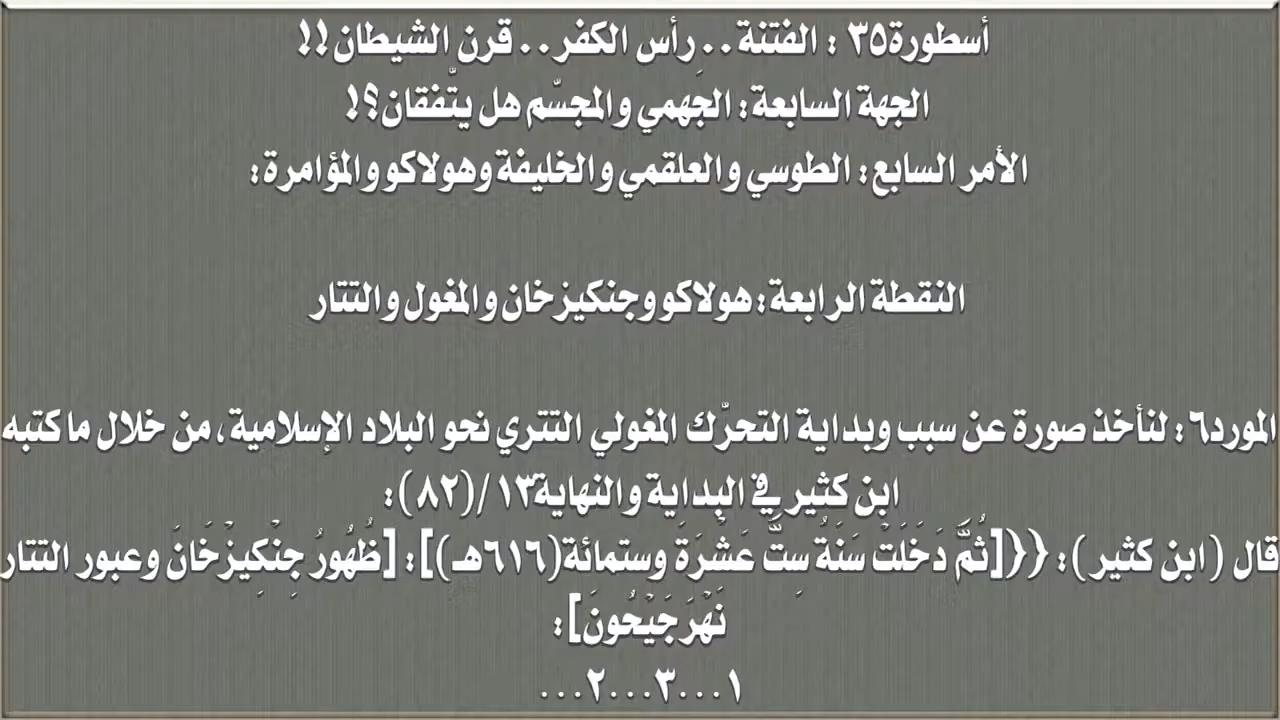 أسطورة٣٥ : الفتنة . . رأس الكفر . . قرن الشيطان !!
الجهة السابعة : الجَهمي والمجسّم هل يتّفقان؟!
الأمر السابع : الطوسي والعلقمي والخليفة وهولاكو والمؤامرة :
النقطة الرابعة : هولاكو وجنكيزخان والمغول والتتار
المورد٦ : لنأخذ صورة عن سبب وبداية التحرّك المغولي التتري نحو البلاد الإسلامية ، من خلال ما كتبه
ابن كثير في البداية والنهاية١٣/(٨٢) :
قال (ابن كثير) : {{[ثُمَّ دَخَلَتْ سَنَةُ سِتَّ عَشْرَةَ وستمائة(٦١٦هـ)] : [ظُهُورُ جِنْكِيزْخَانَ وعبور التتار
نَهْرَ جَيْحُونَ] :
١...٣...٢...